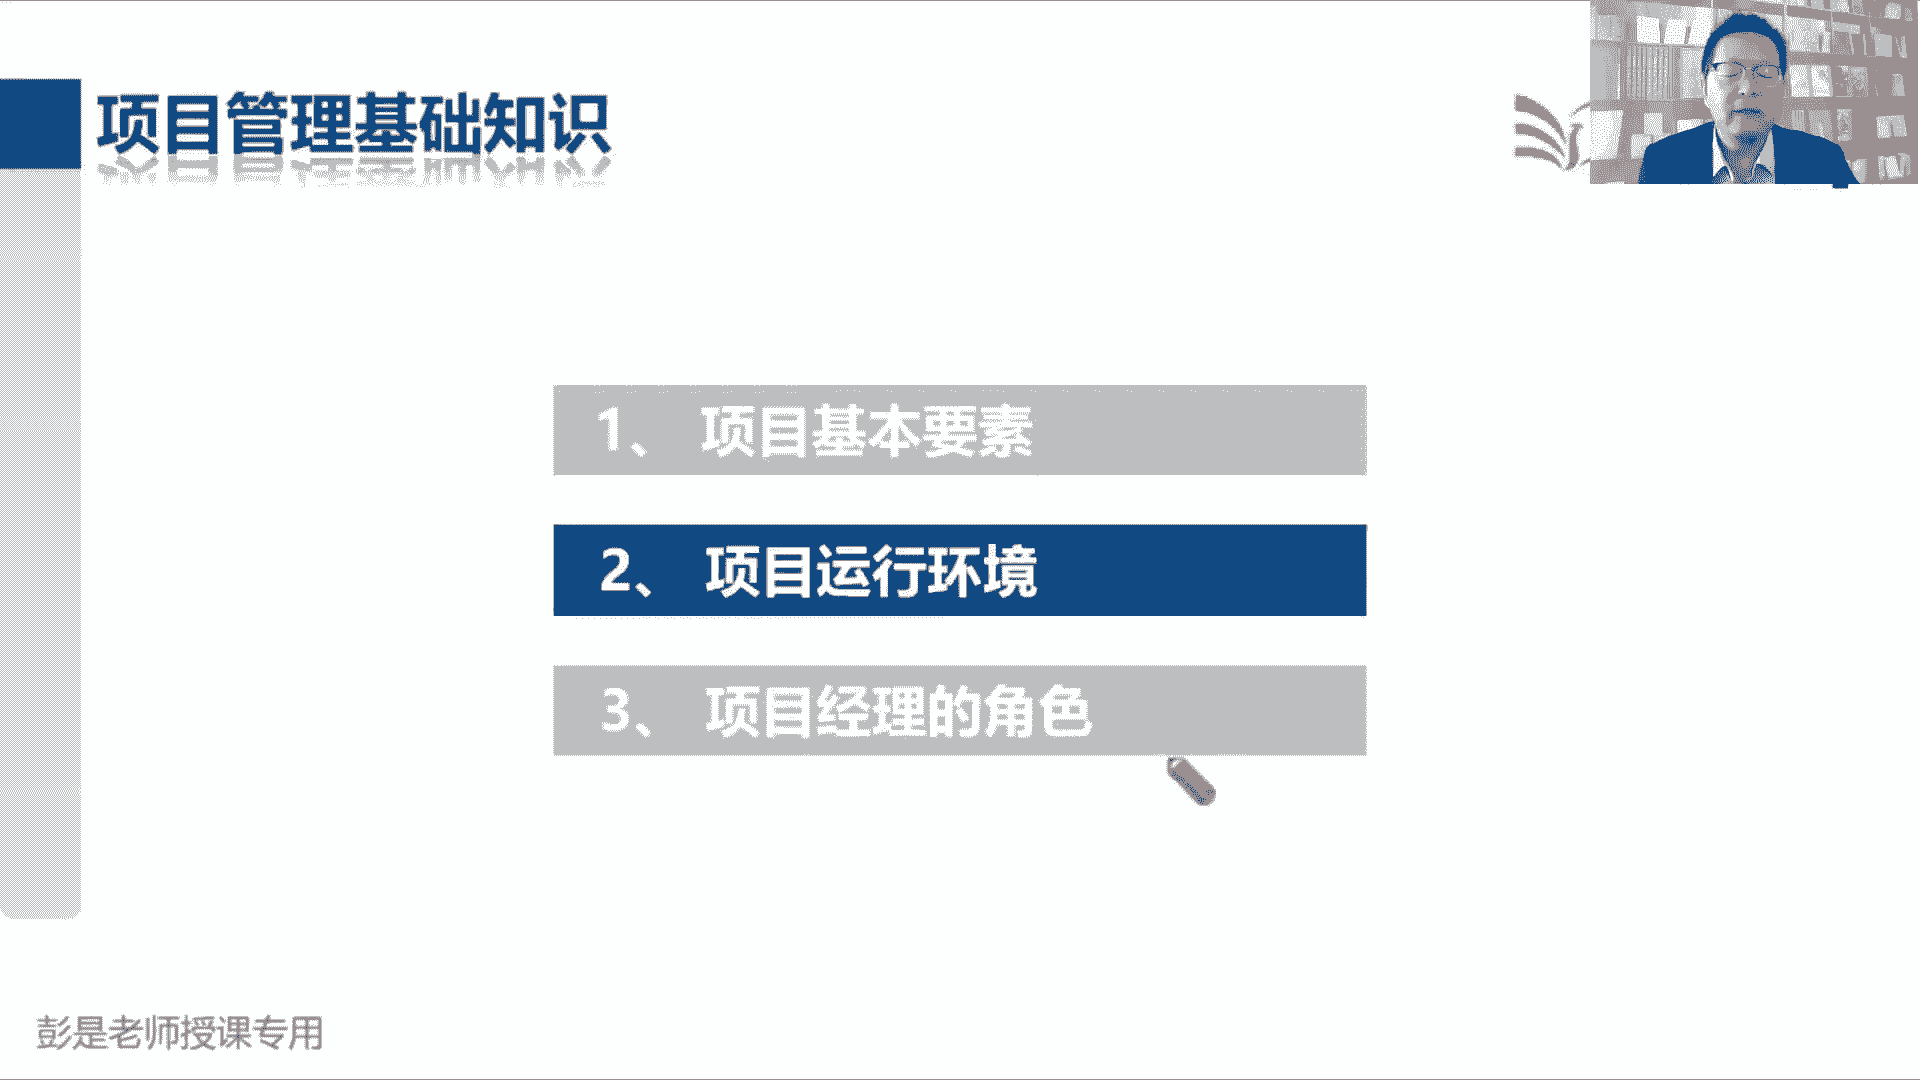 项目管理基础知识
1、 项目基本要素
2、 项目运行环境
3、 项目经理的角色
彭是老师授课专用